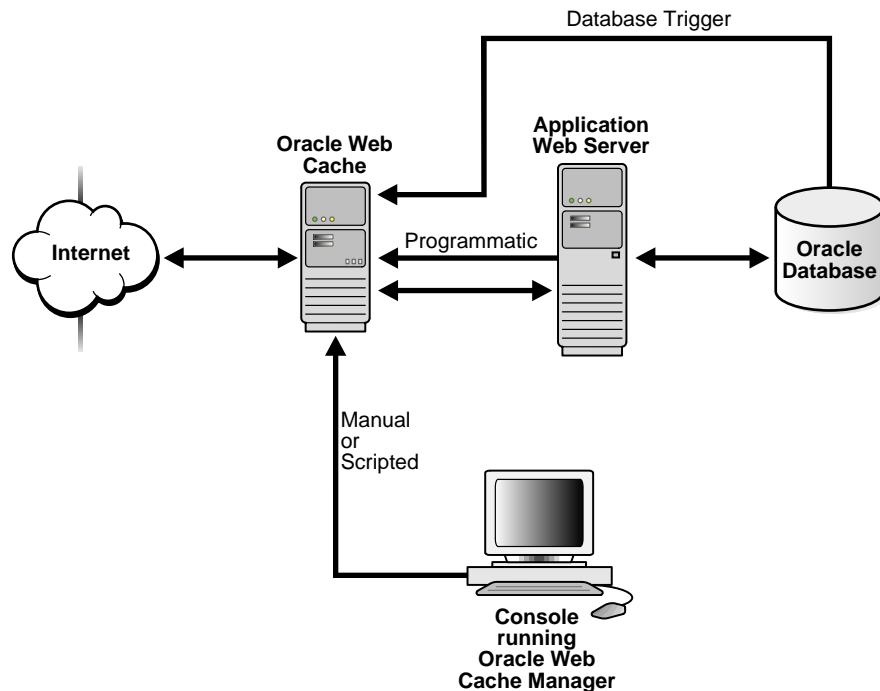 Database Trigger
Oracle Web
Cache
Application
Web Server
Internet
Programmatic
Oracle
Database
Manual
or
Scripted
Console
running
Oracle Web
Cache Manager